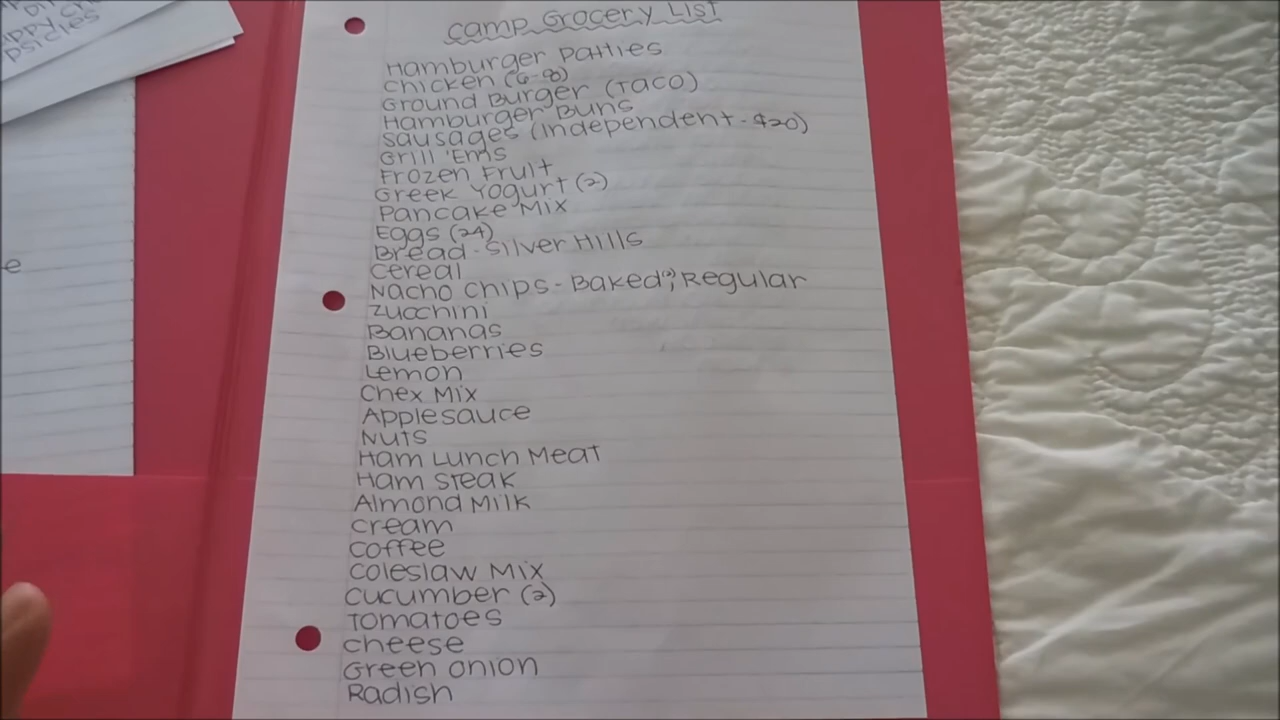 psicles
e
Camp Grocery List
Hamburger Patties
Chicken (6-8)
Ground Burger (Taco)
Hamburger Buns
Sausages (Independent - $20)
Grill 'Ems
Frozen Fruit
Greek Yogurt (2)
Pancake Mix
Eggs (24)
Bread - Silver Hills
Cereal
Nacho Chips - Baked(2), Regular
Zucchini
Bananas
Blueberries
Lemon
Chex Mix
Applesauce
Nuts
Ham Lunch Meat
Ham Steak
Almond Milk
Cream
Coffee
Coleslaw Mix
Cucumber (2)
Tomatoes
Cheese
Green Onion
Radish